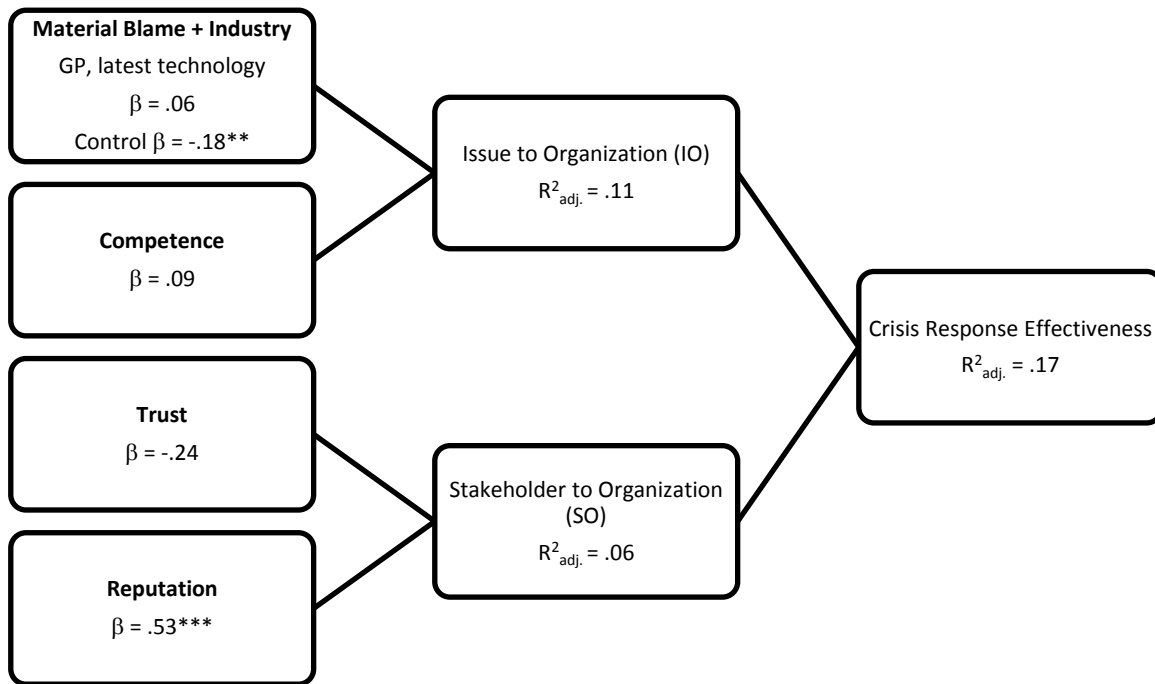 Material Blame + Industry
GP, latest technology
β = .06
Control β = -.18**
Competence
β = .09
Trust
β = -.24
Reputation
β = .53***
Issue to Organization (IO)
R²adj. = .11
Stakeholder to Organization
(SO)
R²adj. = .06
Crisis Response Effectiveness
R²adj. = .17